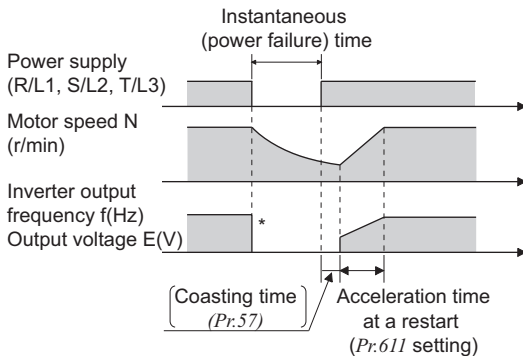 Instantaneous
(power failure) time
Power supply
(R/L1, S/L2, T/L3)
Motor speed N
(r/min)
Inverter output
frequency f(Hz)
*
Output voltage E(V)
Coasting time
(Pr.57)
Acceleration time
at a restart
(Pr.611 setting)